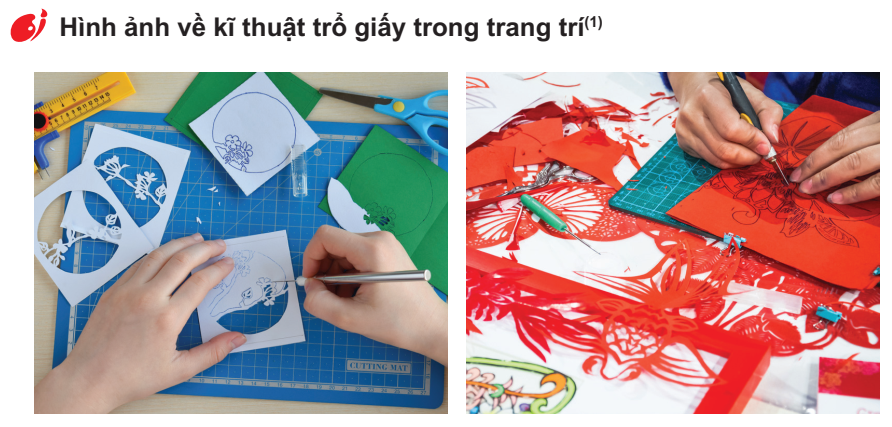 Hình ảnh về kĩ thuật trổ giấy trong trang trí(1)
CUTTING MAT